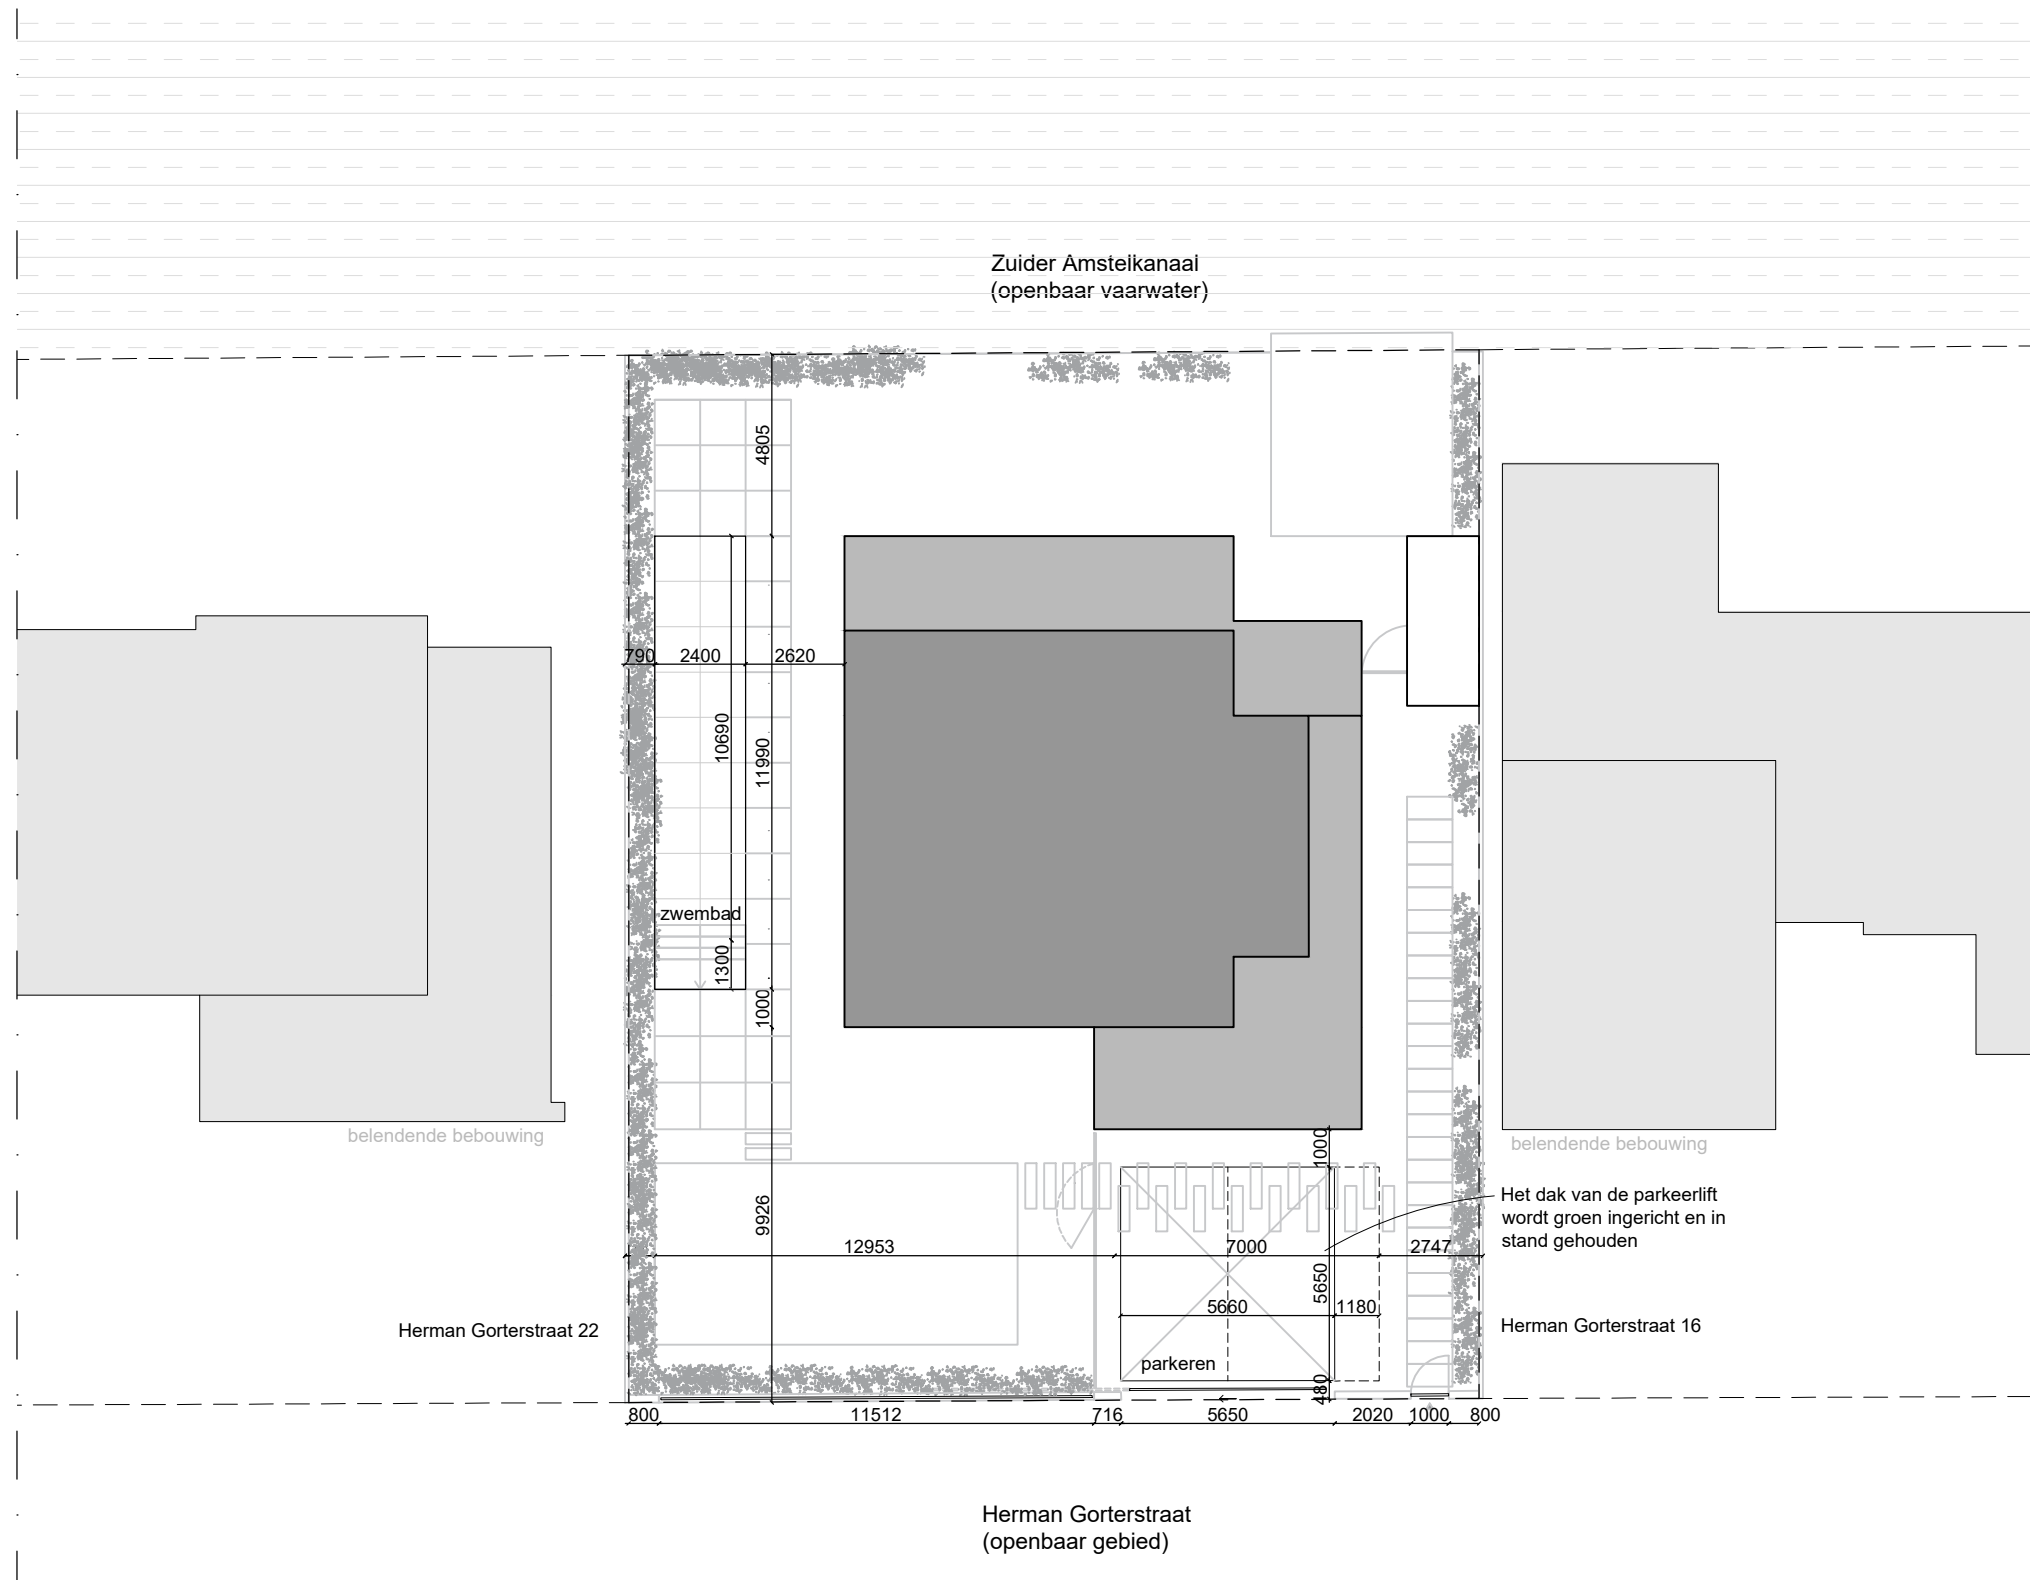 Zuider Amstelkanaal
(openbaar vaarwater)
4805
790
2400
2620
10690
11990
zwembad
1300
1000
belendende bebouwing
belendende bebouwing
1000
Het dak van de parkeerlift
wordt groen ingericht en in
stand gehouden
9926
12953
7000
2747
5650
5660
1180
Herman Gorterstraat 22
Herman Gorterstraat 16
parkeren
480
800
11512
716
5650
2020
1000
800
Herman Gorterstraat
(openbaar gebied)